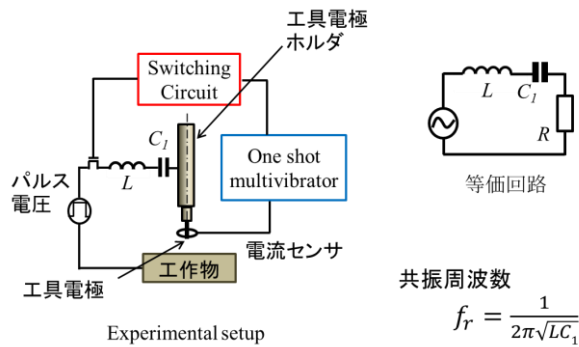 工具電極
ホルダ
Switching
Circuit
C₁
L
One shot
multivibrator
パルス
電圧
電流センサ
工作物
工具電極
Experimental setup
L
C₁
R
等価回路
共振周波数
fᵣ = 1 / 2π√LC₁